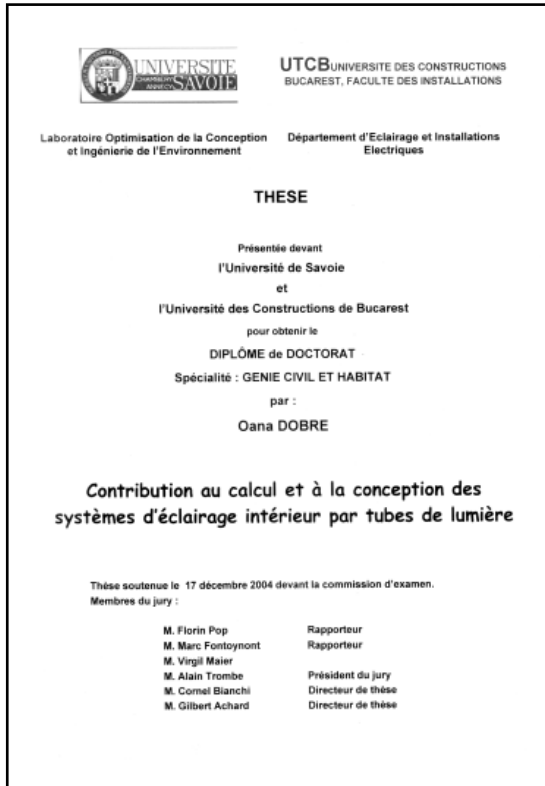 UNIVERSITE
CHAMBERY
ANNECY
SAVOIE
UTCB UNIVERSITE DES CONSTRUCTIONS
BUCAREST, FACULTE DES INSTALLATIONS
Laboratoire Optimisation de la Conception
et Ingénierie de l'Environnement
Département d'Eclairage et Installations
Electriques
THESE
Présentée devant
l'Université de Savoie
et
l'Université des Constructions de Bucarest
pour obtenir le
DIPLÔME de DOCTORAT
Spécialité : GENIE CIVIL ET HABITAT
par :
Oana DOBRE
Contribution au calcul et à la conception des
systèmes d'éclairage intérieur par tubes de lumière
Thèse soutenue le 17 décembre 2004 devant la commission d'examen.
Membres du jury :
M. Florin Pop Rapporteur
M. Marc Fontoynont Rapporteur
M. Virgil Maier
M. Alain Trombe Président du jury
M. Cornel Bianchi Directeur de thèse
M. Gilbert Achard Directeur de thèse